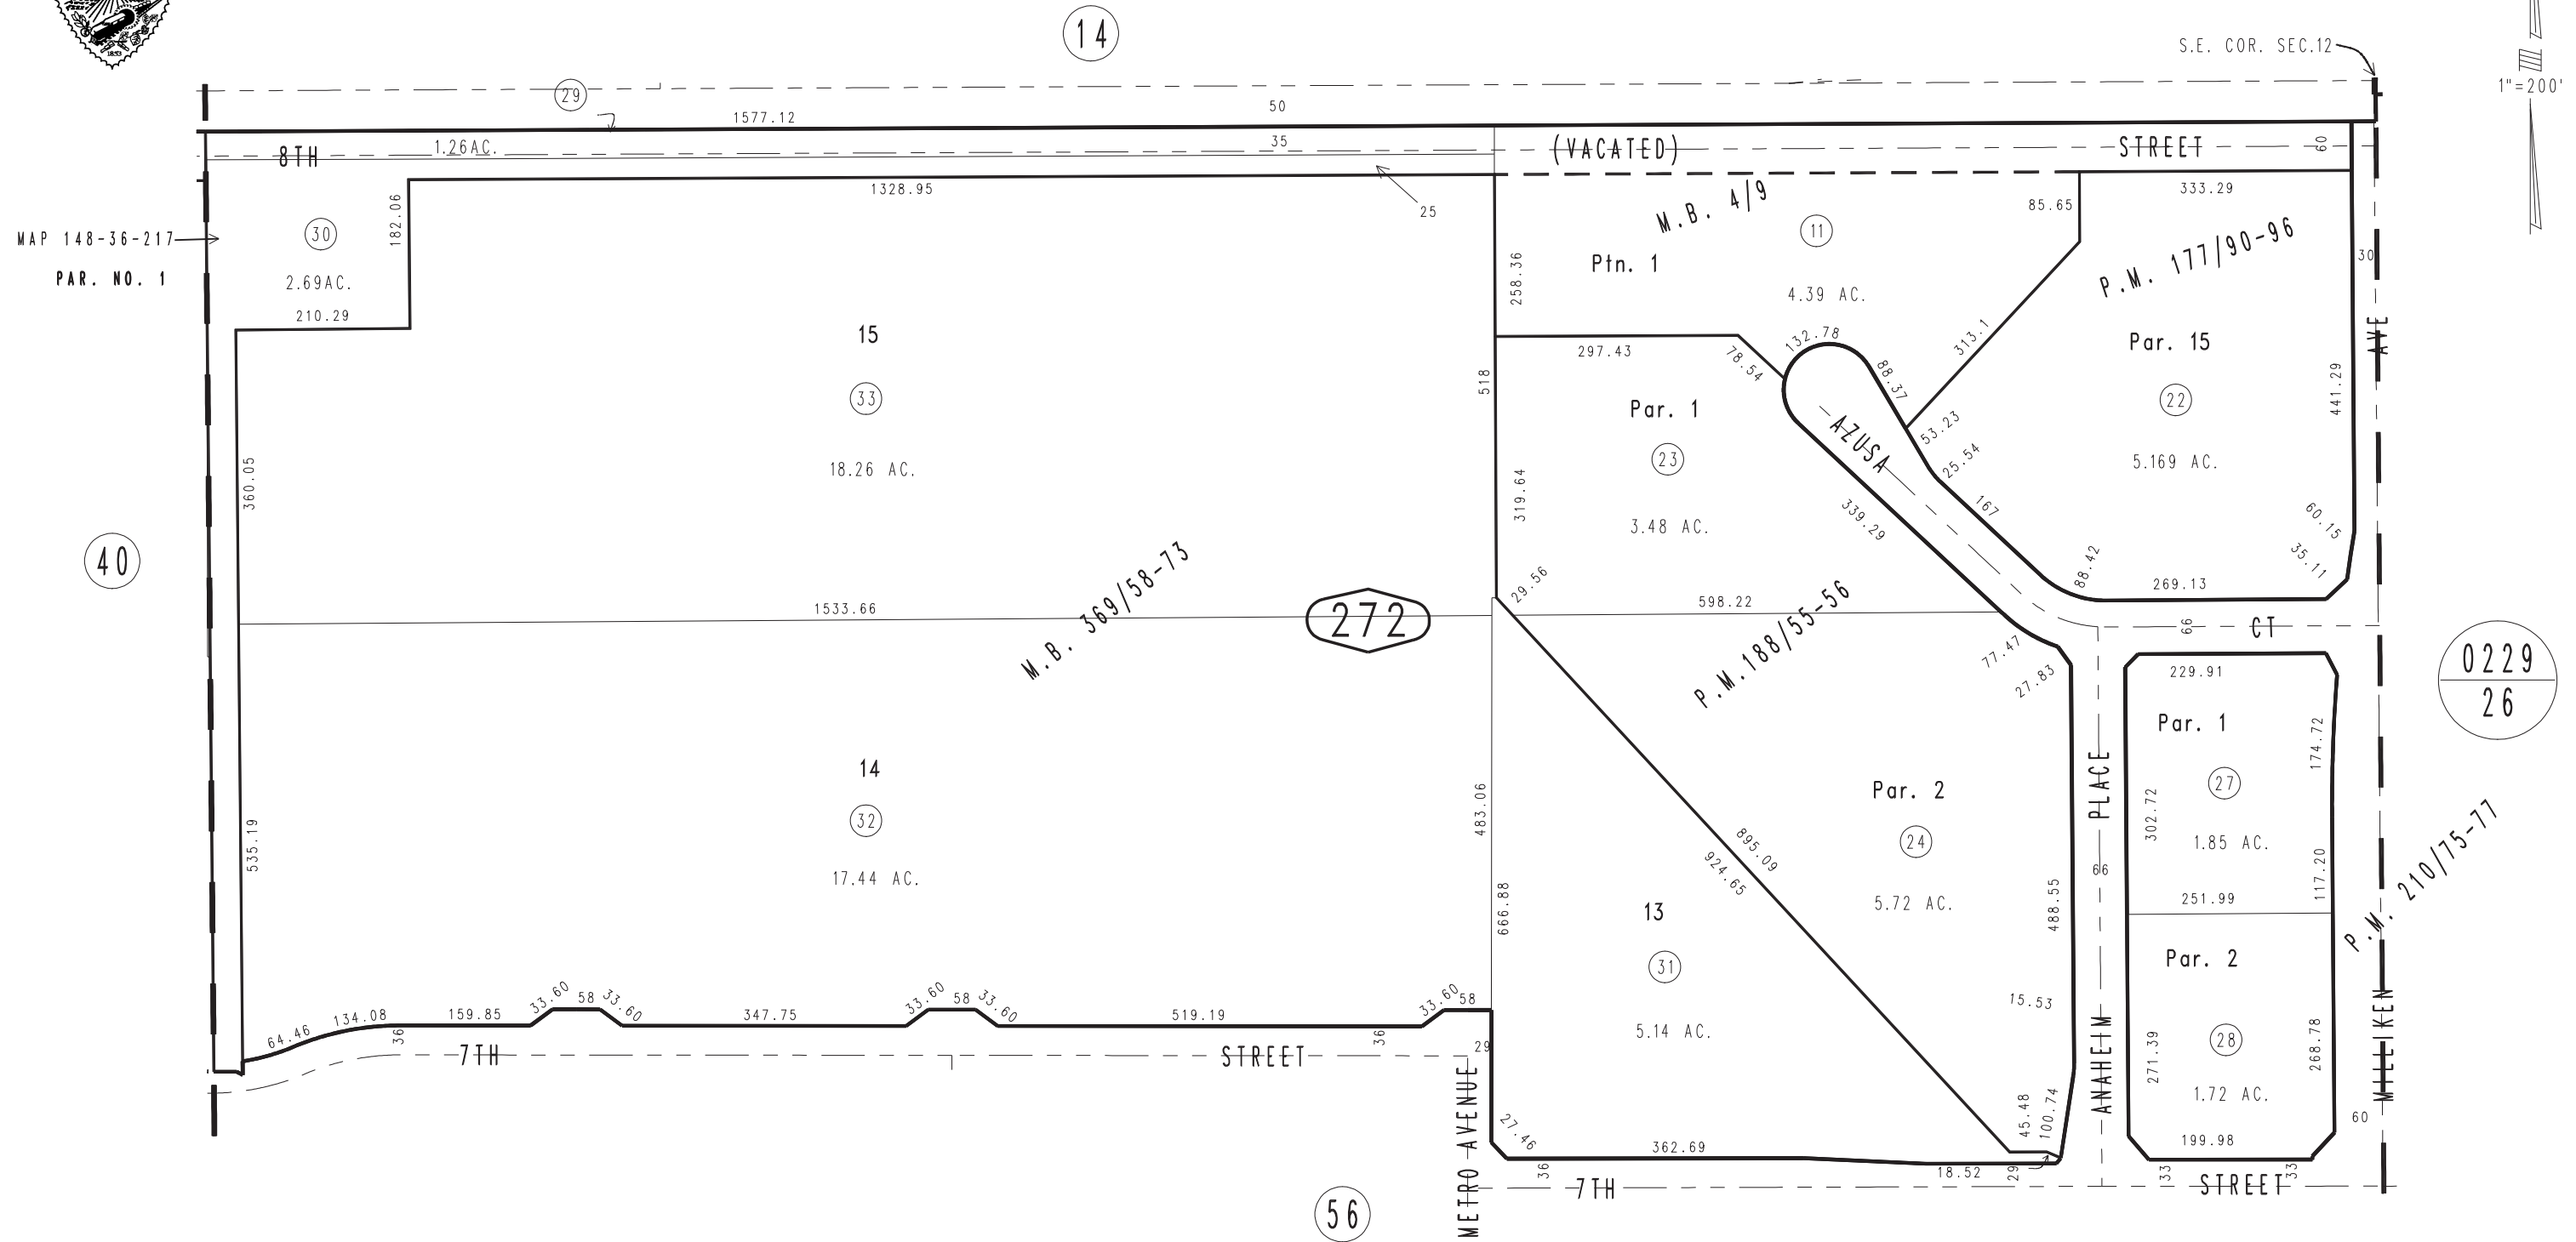 14
S.E. COR. SEC.12
1"=200'
1853
29
1577.12
50
8TH
1.26AC.
35
(VACATED)
STREET
60
1328.95
25
M.B. 4/9
85.65
333.29
MAP 148-36-217
PAR. NO. 1
30
2.69AC.
210.29
182.06
15
33
18.26 AC.
360.05
518
258.36
Ptn. 1
11
4.39 AC.
P.M. 177/90-96
30
AVE
297.43
78.54
132.78
88.37
313.1
Par. 15
22
5.169 AC.
441.29
Par. 1
23
3.48 AC.
319.64
AZUSA
53.23
25.54
167
339.29
88.42
60.15
35.11
269.13
40
1533.66
M.B. 369/58-73
272
29.56
598.22
P.M.188/55-56
66
CT
77.47
27.83
229.91
0229
26
Par. 1
27
1.85 AC.
302.72
174.72
117.20
251.99
PLACE
66
14
32
17.44 AC.
535.19
483.06
666.88
895.09
924.65
Par. 2
24
5.72 AC.
488.55
P.M. 210/75-77
13
31
5.14 AC.
15.53
Par. 2
28
1.72 AC.
271.39
268.78
ANAHEIM
MILLIKEN
64.46
134.08
36
159.85
33.60
58
33.60
347.75
33.60
58
33.60
519.19
36
33.60
58
29
7TH
STREET
METRO AVENUE
27.46
36
362.69
45.48
100.74
18.52
29
199.98
33
33
60
7TH
STREET
56